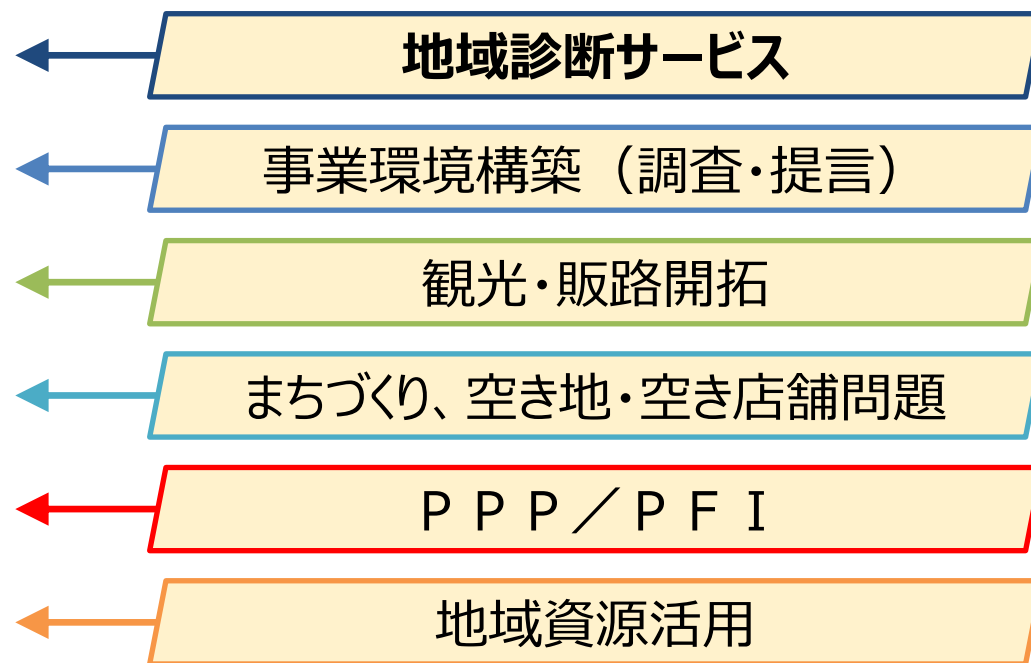 地域診断サービス
事業環境構築（調査・提言）
観光・販路開拓
まちづくり、空き地・空き店舗問題
ＰＰＰ／ＰＦＩ
地域資源活用